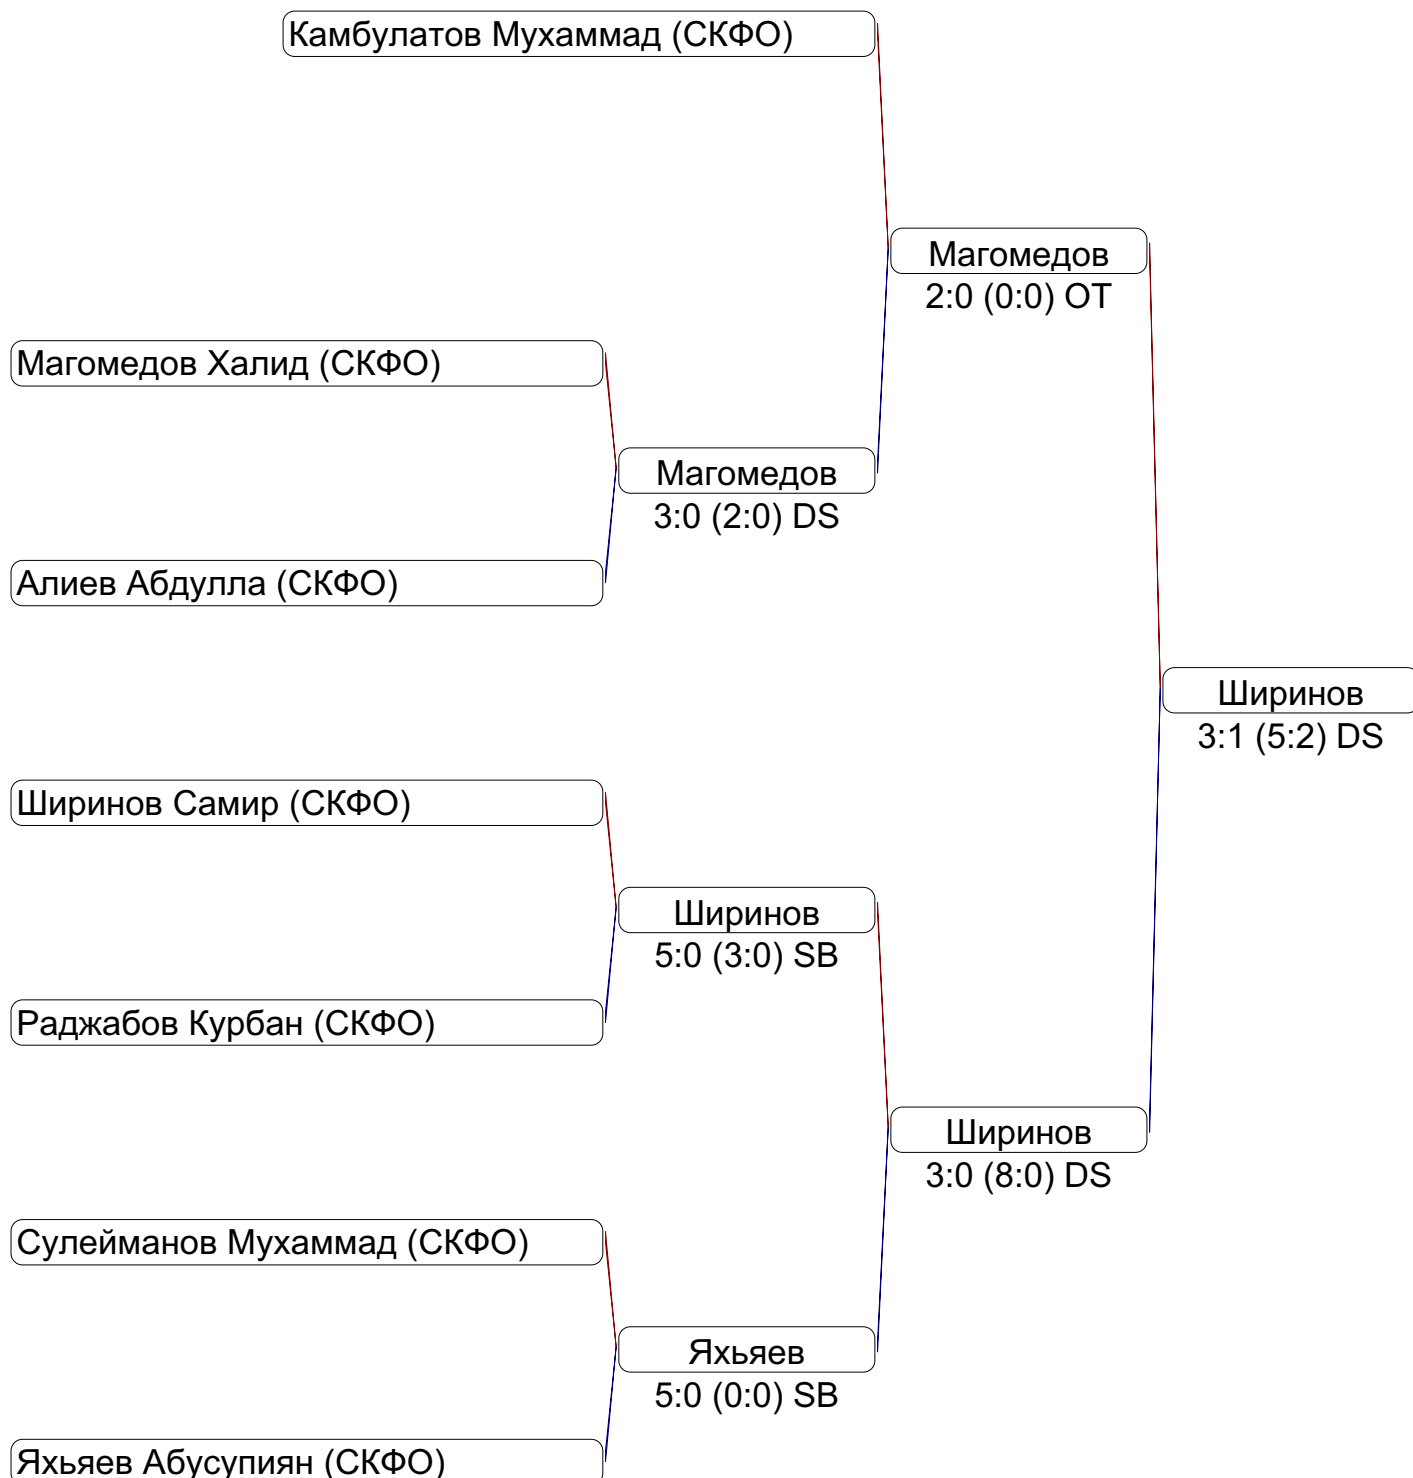 Камбулатов Мухаммад (СКФО)
Магомедов
2:0 (0:0) OT
Магомедов Халид (СКФО)
Магомедов
3:0 (2:0) DS
Алиев Абдулла (СКФО)
Ширинов
3:1 (5:2) DS
Ширинов Самир (СКФО)
Ширинов
5:0 (3:0) SB
Раджабов Курбан (СКФО)
Ширинов
3:0 (8:0) DS
Сулейманов Мухаммад (СКФО)
Яхьяев
5:0 (0:0) SB
Яхьяев Абусупиян (СКФО)